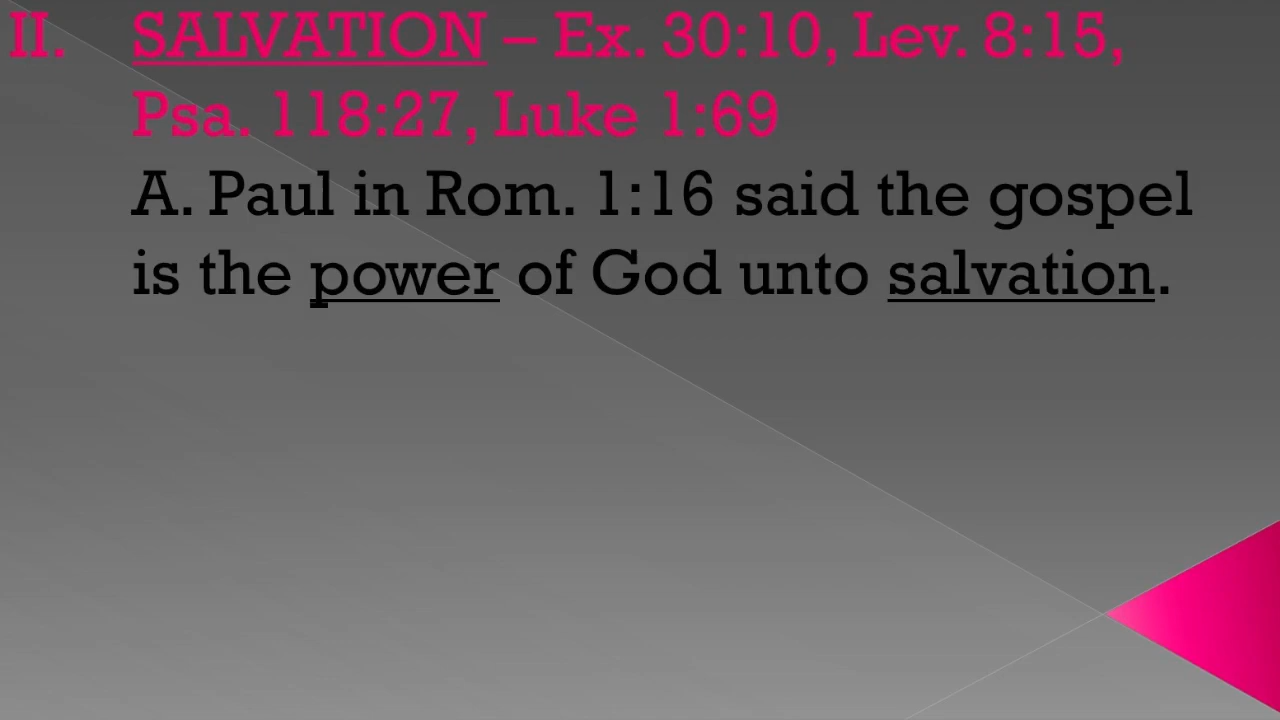 II. SALVATION – Ex. 30:10, Lev. 8:15,
Psa. 118:27, Luke 1:69
A. Paul in Rom. 1:16 said the gospel
is the power of God unto salvation.